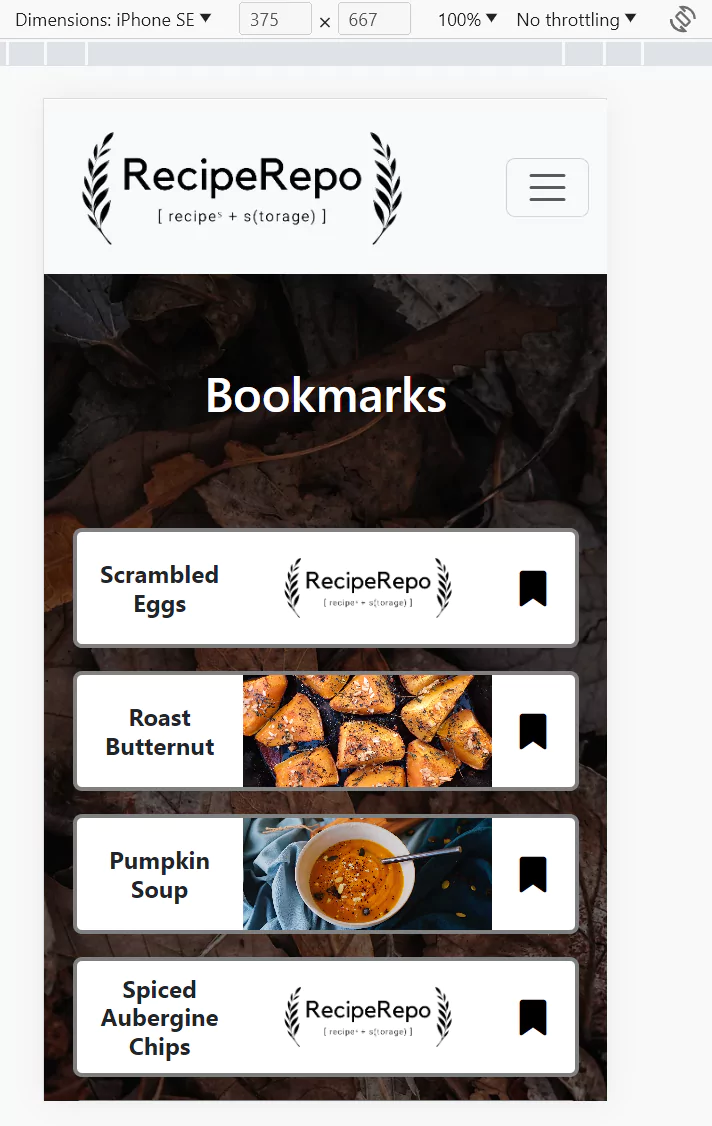 Dimensions: iPhone SE ▼ 375 × 667 100% ▼ No throttling ▼
RecipeRepo
[ recipeˢ + s(torage) ]
Bookmarks
Scrambled
Eggs
RecipeRepo
[ recipeˢ + s(torage) ]
Roast
Butternut
Pumpkin
Soup
Spiced
Aubergine
Chips
RecipeRepo
[ recipeˢ + s(torage) ]